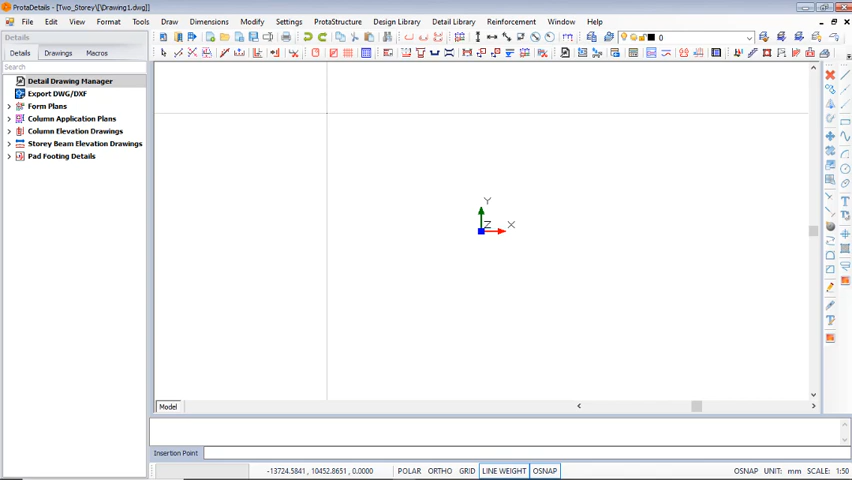 ProtaDetails - [Two_Storey\[Drawing1.dwg]]
File Edit View Format Tools Draw Dimensions Modify Settings ProtaStructure Design Library Detail Library Reinforcement Window Help
Details
0
Details Drawings Macros
Search
Detail Drawing Manager
Export DWG/DXF
Form Plans
Column Application Plans
Column Elevation Drawings
Storey Beam Elevation Drawings
Pad Footing Details
Y
Z X
Model
Insertion Point
-13724.5841, 10452.8651, 0.0000 POLAR ORTHO GRID LINE WEIGHT OSNAP OSNAP UNIT: mm SCALE: 1:50